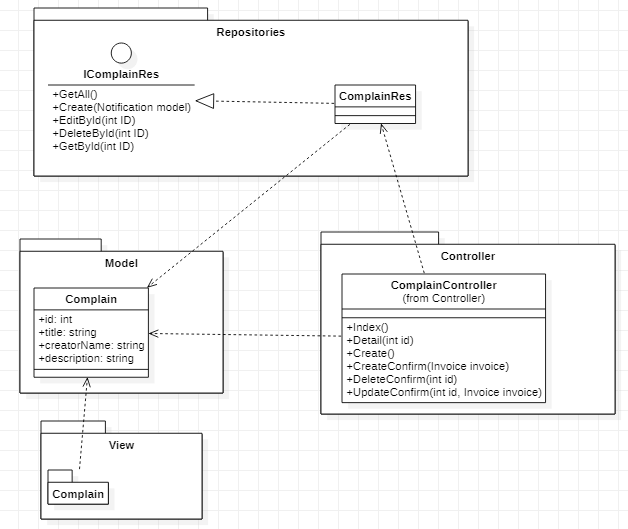 Repositories
IComplainRes
+GetAll()
+Create(Notification model)
+EditById(int ID)
+DeleteById(int ID)
+GetById(int ID)
ComplainRes
Model
Complain
+id: int
+title: string
+creatorName: string
+description: string
Controller
ComplainController
(from Controller)
+Index()
+Detail(int id)
+Create()
+CreateConfirm(Invoice invoice)
+DeleteConfirm(int id)
+UpdateConfirm(int id, Invoice invoice)
View
Complain